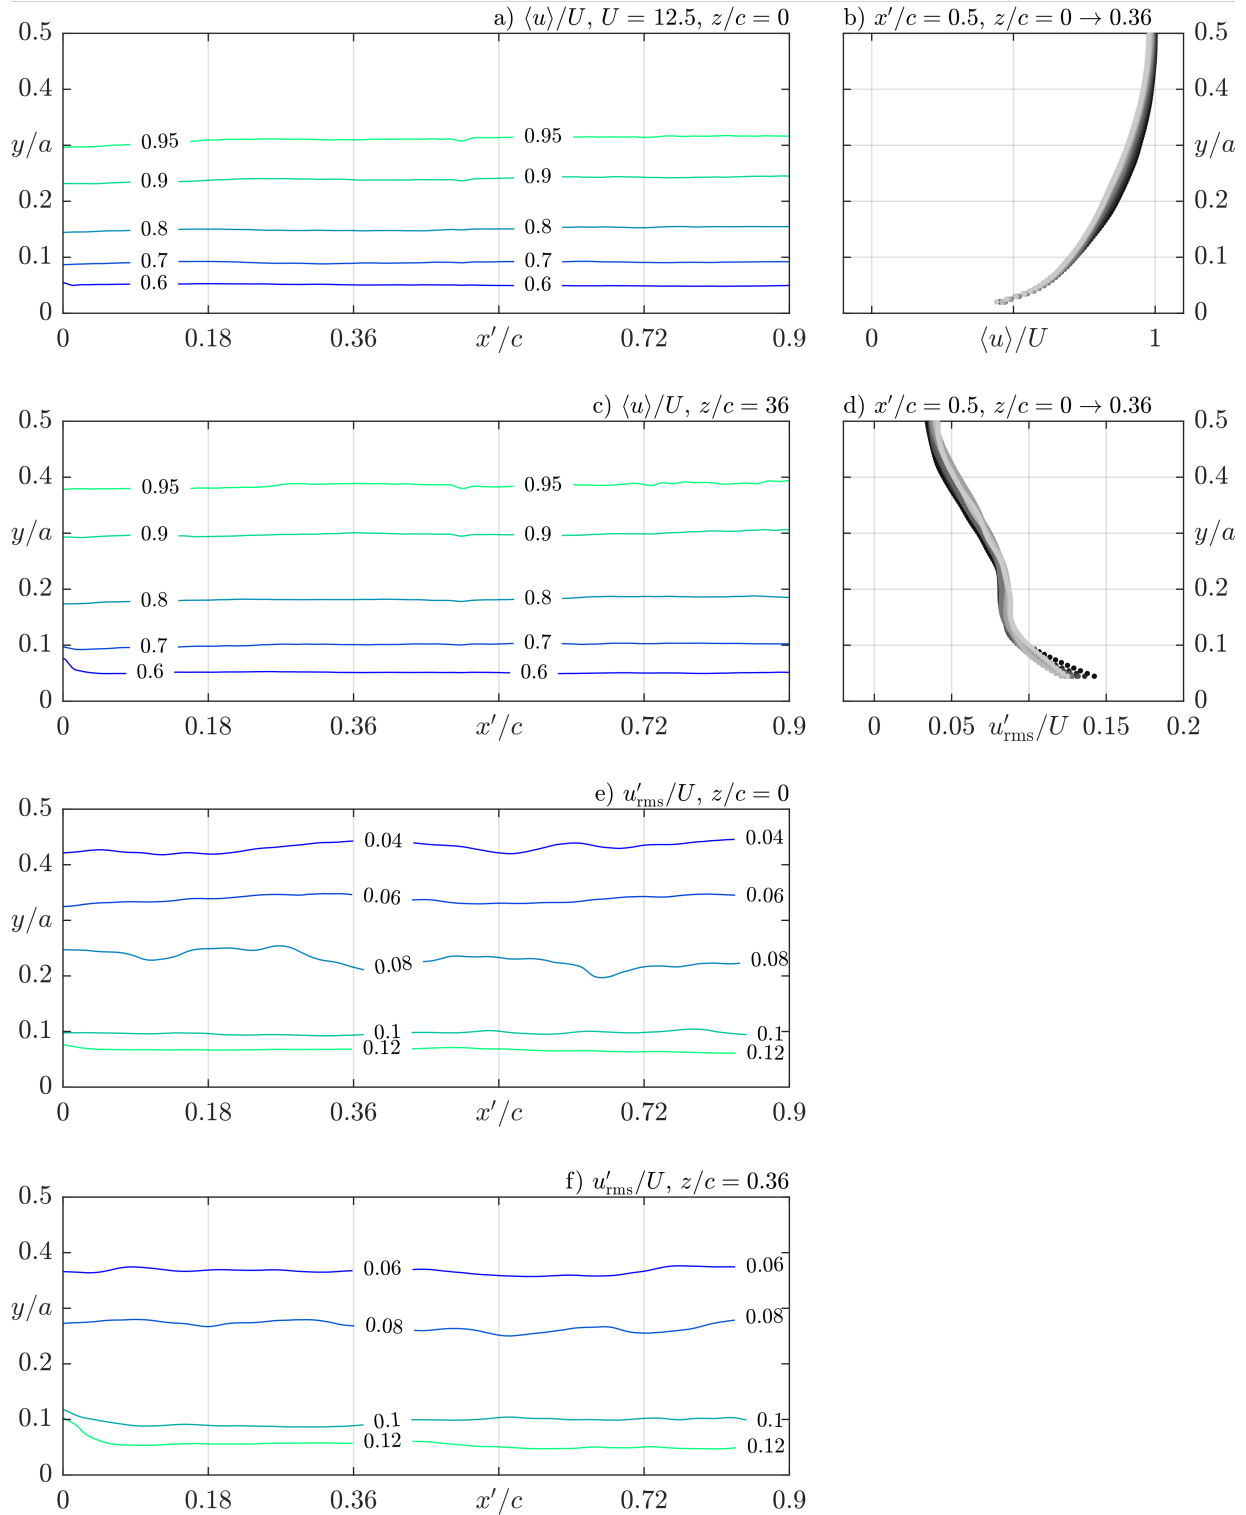 a) ⟨u⟩/U, U = 12.5, z/c = 0
0.5
0.4
y/a
0.2
0.1
0
0.95 0.95
0.9 0.9
0.8 0.8
0.7 0.7
0.6 0.6
0 0.18 0.36 x′/c 0.72 0.9
b) x′/c = 0.5, z/c = 0 → 0.36
0.5
0.4
y/a
0.2
0.1
0
0 ⟨u⟩/U 1
c) ⟨u⟩/U, z/c = 36
0.5
0.4
y/a
0.2
0.1
0
0.95 0.95
0.9 0.9
0.8 0.8
0.7 0.7
0.6 0.6
0 0.18 0.36 x′/c 0.72 0.9
d) x′/c = 0.5, z/c = 0 → 0.36
0.5
0.4
y/a
0.2
0.1
0
0 0.05 u′rms/U 0.15 0.2
e) u′rms/U, z/c = 0
0.5
0.4
y/a
0.2
0.1
0
0.04 0.04
0.06 0.06
0.08 0.08
0.1 0.1
0.12 0.12
0 0.18 0.36 x′/c 0.72 0.9
f) u′rms/U, z/c = 0.36
0.5
0.4
y/a
0.2
0.1
0
0.06 0.06
0.08 0.08
0.1 0.1
0.12 0.12
0 0.18 0.36 x′/c 0.72 0.9